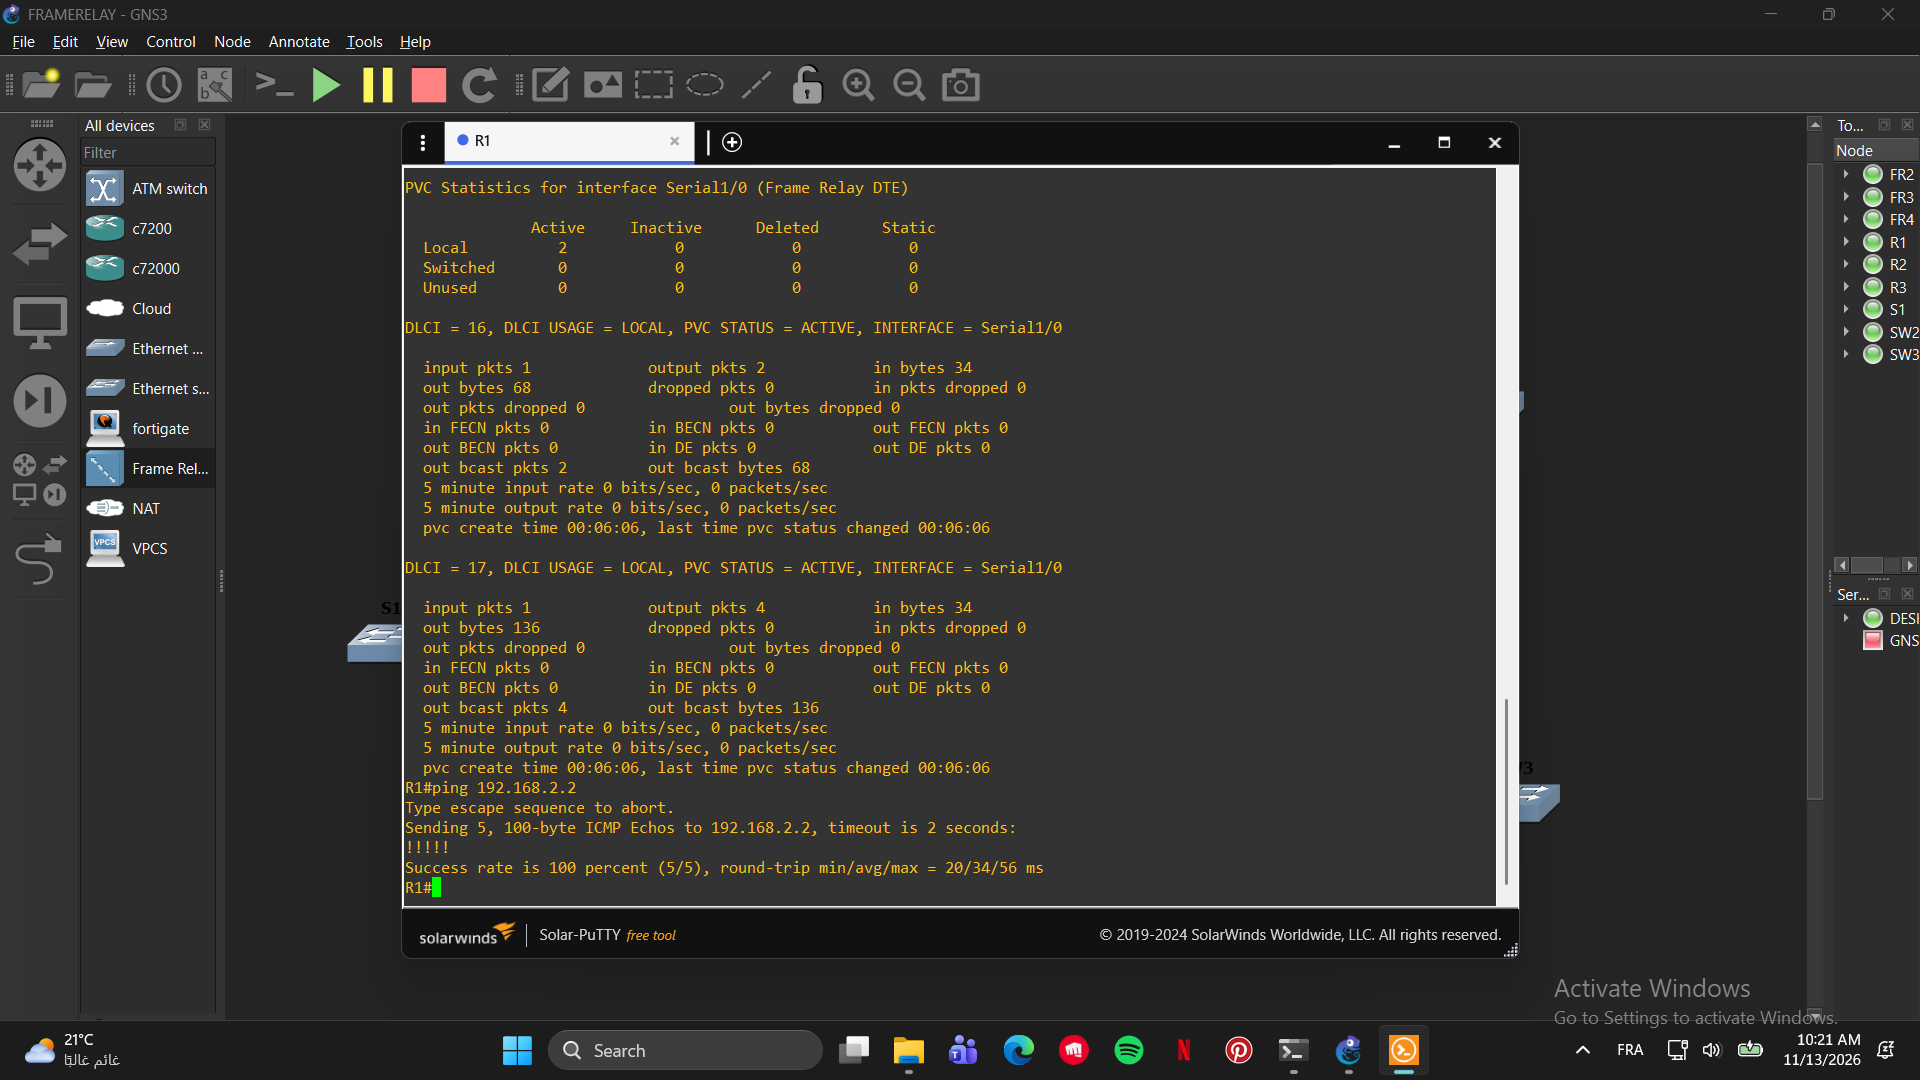 FRAMERELAY - GNS3
File Edit View Control Node Annotate Tools Help
All devices
Filter
ATM switch
c7200
c72000
Cloud
Ethernet ...
Ethernet s...
fortigate
Frame Rel...
NAT
VPCS
S1
R1
PVC Statistics for interface Serial1/0 (Frame Relay DTE)
Active Inactive Deleted Static
Local 2 0 0 0
Switched 0 0 0 0
Unused 0 0 0 0
DLCI = 16, DLCI USAGE = LOCAL, PVC STATUS = ACTIVE, INTERFACE = Serial1/0
input pkts 1 output pkts 2 in bytes 34
out bytes 68 dropped pkts 0 in pkts dropped 0
out pkts dropped 0 out bytes dropped 0
in FECN pkts 0 in BECN pkts 0 out FECN pkts 0
out BECN pkts 0 in DE pkts 0 out DE pkts 0
out bcast pkts 2 out bcast bytes 68
5 minute input rate 0 bits/sec, 0 packets/sec
5 minute output rate 0 bits/sec, 0 packets/sec
pvc create time 00:06:06, last time pvc status changed 00:06:06
DLCI = 17, DLCI USAGE = LOCAL, PVC STATUS = ACTIVE, INTERFACE = Serial1/0
input pkts 1 output pkts 4 in bytes 34
out bytes 136 dropped pkts 0 in pkts dropped 0
out pkts dropped 0 out bytes dropped 0
in FECN pkts 0 in BECN pkts 0 out FECN pkts 0
out BECN pkts 0 in DE pkts 0 out DE pkts 0
out bcast pkts 4 out bcast bytes 136
5 minute input rate 0 bits/sec, 0 packets/sec
5 minute output rate 0 bits/sec, 0 packets/sec
pvc create time 00:06:06, last time pvc status changed 00:06:06
R1#ping 192.168.2.2
Type escape sequence to abort.
Sending 5, 100-byte ICMP Echos to 192.168.2.2, timeout is 2 seconds:
!!!!!
Success rate is 100 percent (5/5), round-trip min/avg/max = 20/34/56 ms
R1#
solarwinds Solar-PuTTY free tool © 2019-2024 SolarWinds Worldwide, LLC. All rights reserved.
To...
Node
FR2
FR3
FR4
R1
R2
R3
S1
SW2
SW3
Ser...
DESI
GNS
Activate Windows
Go to Settings to activate Windows.
21°C
غائم غالبًا
Search
FRA
10:21 AM
11/13/2026